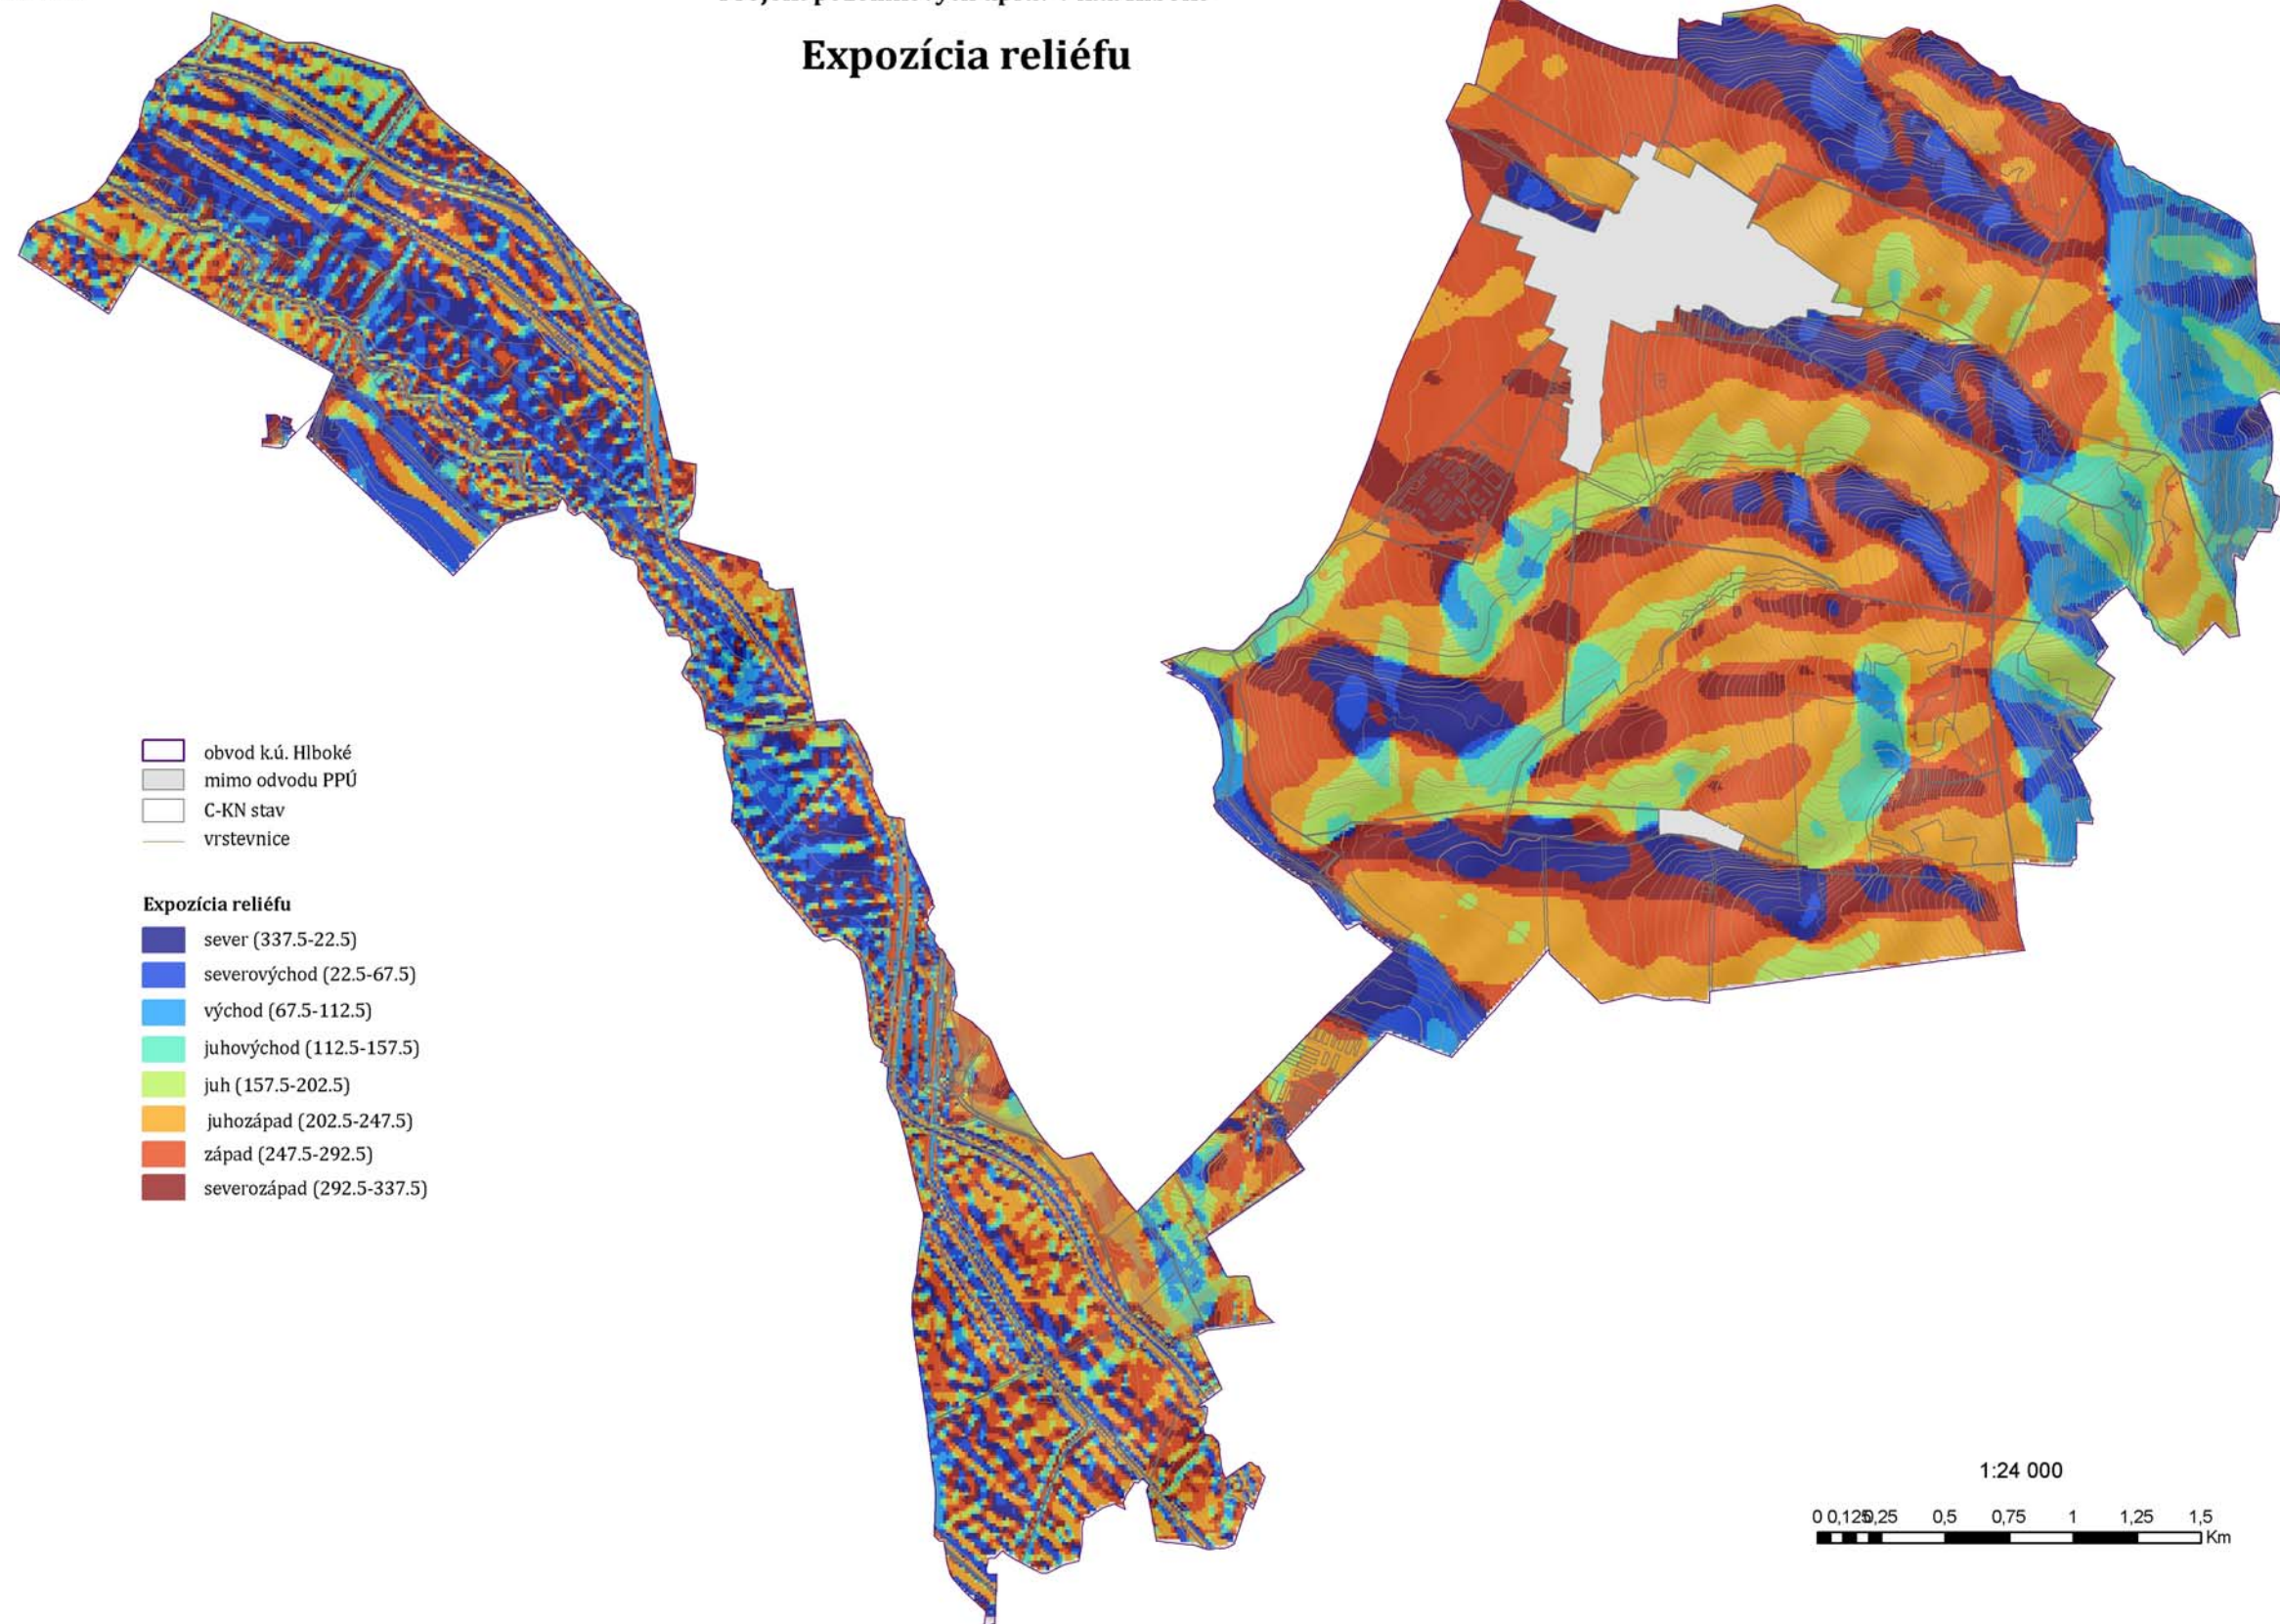 Expozícia reliéfu
obvod k.ú. Hlboké
mimo odvodu PPÚ
C-KN stav
vrstevnice
Expozícia reliéfu
sever (337.5-22.5)
severovýchod (22.5-67.5)
východ (67.5-112.5)
juhovýchod (112.5-157.5)
juh (157.5-202.5)
juhozápad (202.5-247.5)
západ (247.5-292.5)
severozápad (292.5-337.5)
1:24 000
0 0,125 0,25 0,5 0,75 1 1,25 1,5
Km